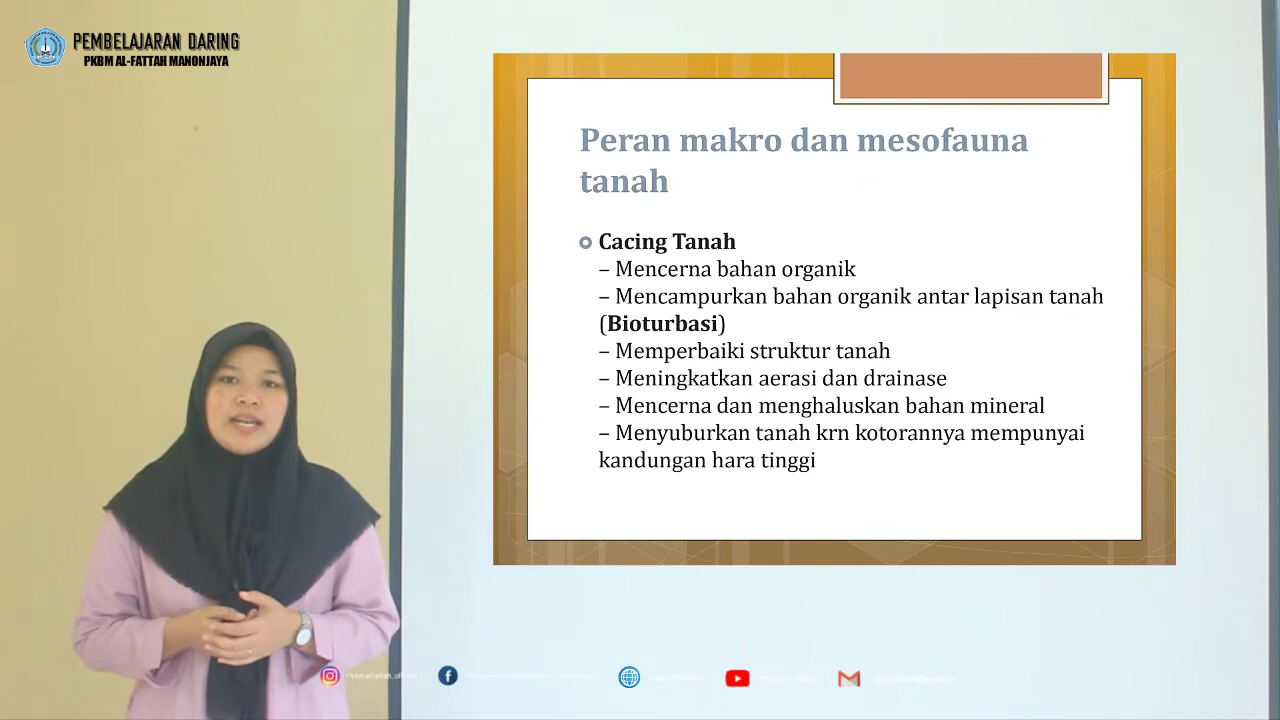 PEMBELAJARAN DARING
PKBM AL-FATTAH MANONJAYA
Peran makro dan mesofauna
tanah
Cacing Tanah
– Mencerna bahan organik
– Mencampurkan bahan organik antar lapisan tanah
(Bioturbasi)
– Memperbaiki struktur tanah
– Meningkatkan aerasi dan drainase
– Mencerna dan menghaluskan bahan mineral
– Menyuburkan tanah krn kotorannya mempunyai
kandungan hara tinggi